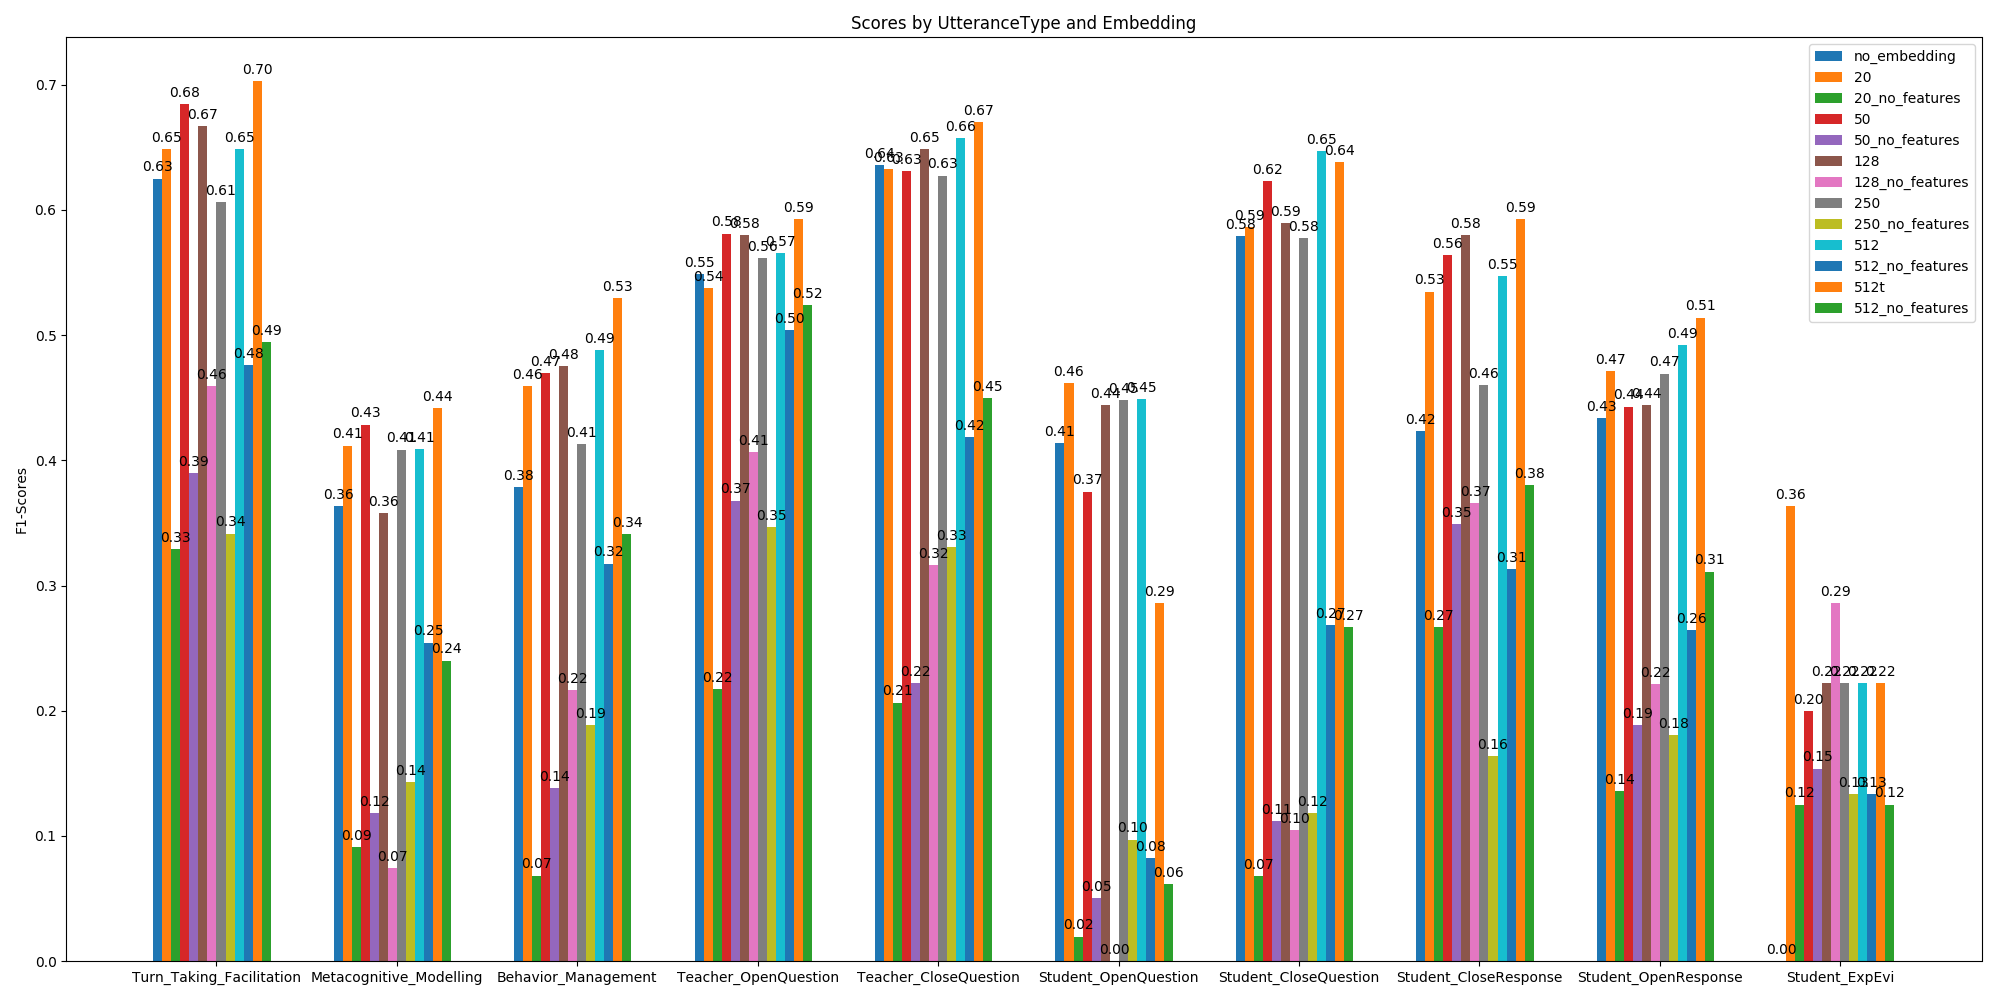 Scores by UtteranceType and Embedding
no_embedding
20
20_no_features
50
50_no_features
128
128_no_features
250
250_no_features
512
512_no_features
512t
512_no_features
F1-Scores
0.7
0.6
0.5
0.4
0.3
0.2
0.1
0.0
0.63 0.65 0.33 0.68 0.39 0.67 0.46 0.61 0.34 0.65 0.48 0.70 0.49
0.36 0.41 0.09 0.43 0.12 0.36 0.07 0.41 0.14 0.41 0.25 0.44 0.24
0.38 0.46 0.07 0.47 0.14 0.48 0.22 0.41 0.19 0.49 0.32 0.53 0.34
0.55 0.54 0.22 0.58 0.37 0.58 0.41 0.56 0.35 0.57 0.50 0.59 0.52
0.64 0.63 0.21 0.63 0.22 0.65 0.32 0.63 0.33 0.66 0.42 0.67 0.45
0.41 0.46 0.02 0.37 0.05 0.44 0.00 0.45 0.10 0.45 0.08 0.29 0.06
0.58 0.59 0.07 0.62 0.11 0.59 0.10 0.58 0.12 0.65 0.27 0.64 0.27
0.42 0.53 0.27 0.56 0.35 0.58 0.37 0.46 0.16 0.55 0.31 0.59 0.38
0.43 0.47 0.14 0.44 0.19 0.44 0.22 0.47 0.18 0.49 0.26 0.51 0.31
0.00 0.36 0.12 0.20 0.15 0.22 0.29 0.22 0.13 0.22 0.13 0.22 0.12
Turn_Taking_Facilitation Metacognitive_Modelling Behavior_Management Teacher_OpenQuestion Teacher_CloseQuestion Student_OpenQuestion Student_CloseQuestion Student_CloseResponse Student_OpenResponse Student_ExpEvi